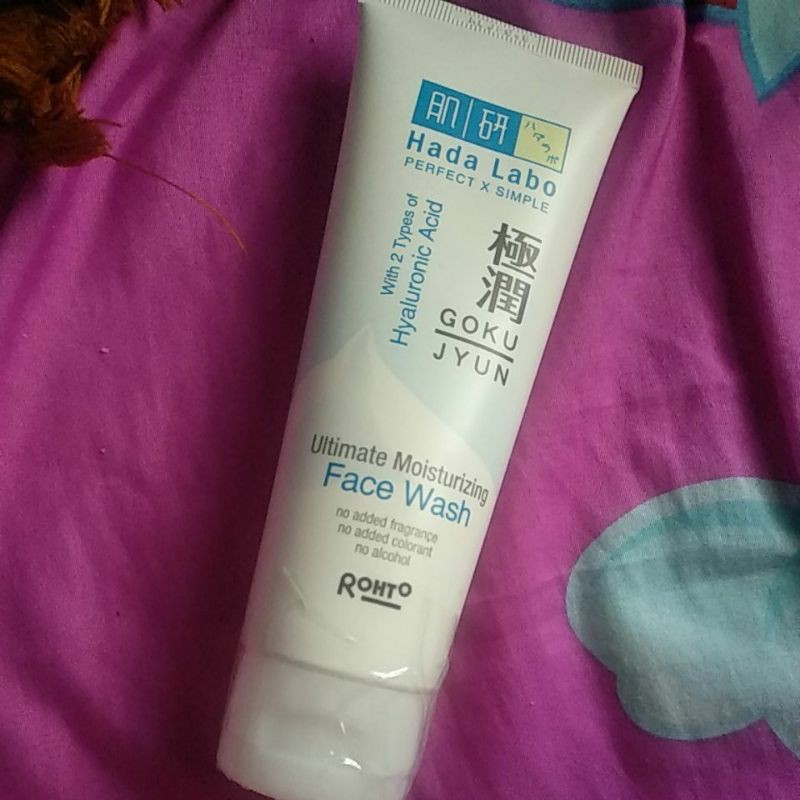 肌研 ハダラボ
Hada Labo
PERFECT X SIMPLE
With 2 Types of
Hyaluronic Acid
極潤
GOKU
JYUN
Ultimate Moisturizing
Face Wash
no added fragrance
no added colorant
no alcohol
ROHTO